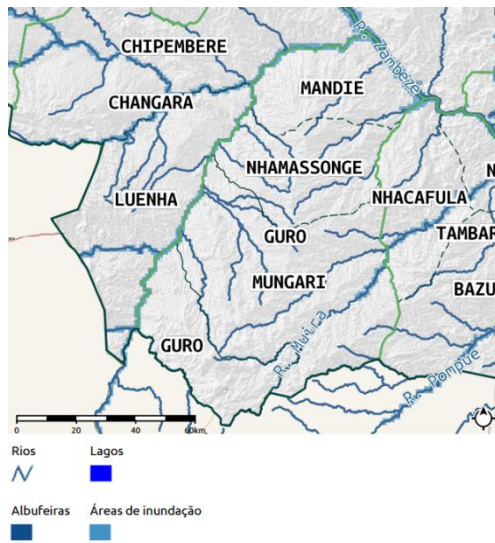 R. Zambeze
CHIPEMBERE
MANDIE
CHANGARA
NHAMASSONGE
N
LUENHA
NHACAFULA
GURO
TAMBAR
MUNGARI
BAZU
R. Muira
GURO
R. Pompue
0 20 40 60km
Rios Lagos
Albufeiras Áreas de inundação